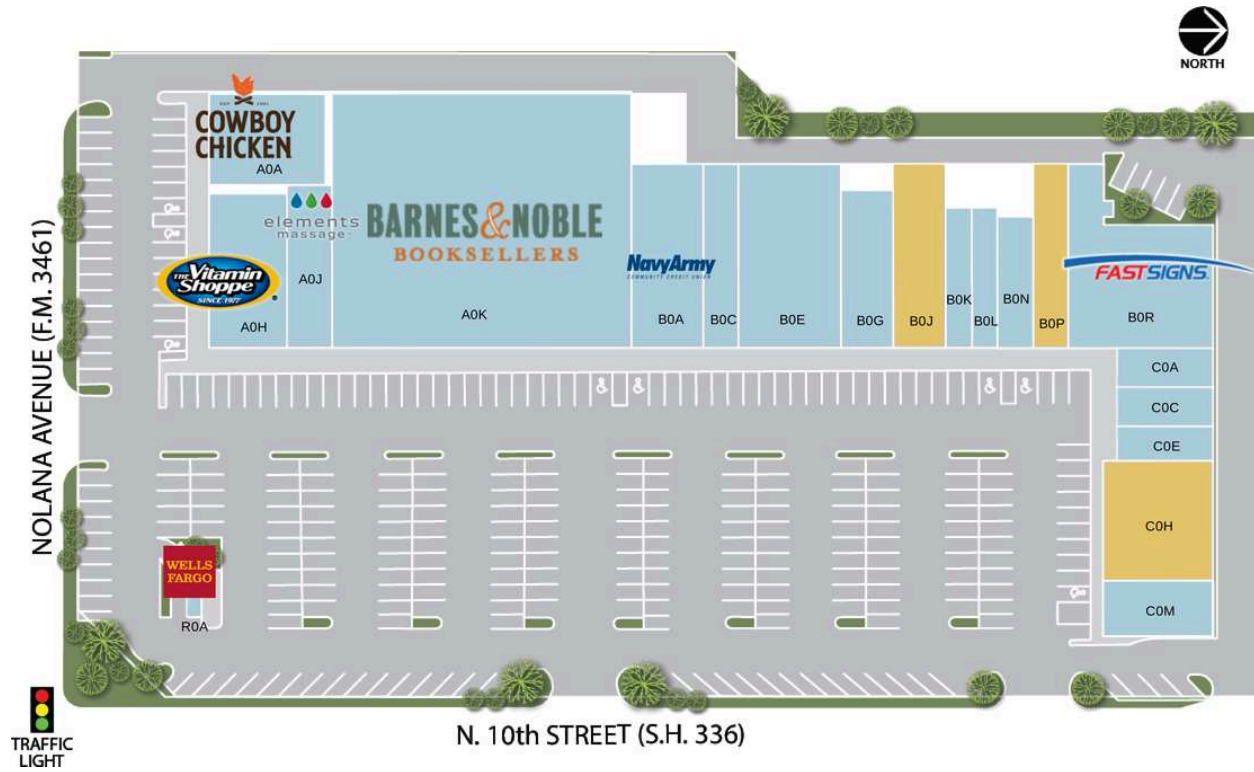 NORTH
COWBOY
CHICKEN
A0A
elements
massage
BARNES & NOBLE
BOOKSELLERS
THE Vitamin
Shoppe
SINCE 1977
NavyArmy
COMMUNITY CREDIT UNION
FASTSIGNS
A0H
A0J
A0K
B0A
B0C
B0E
B0G
B0J
B0K
B0L
B0N
B0P
B0R
C0A
C0C
C0E
C0H
C0M
NOLANA AVENUE (F.M. 3461)
WELLS
FARGO
R0A
TRAFFIC
LIGHT
N. 10th STREET (S.H. 336)